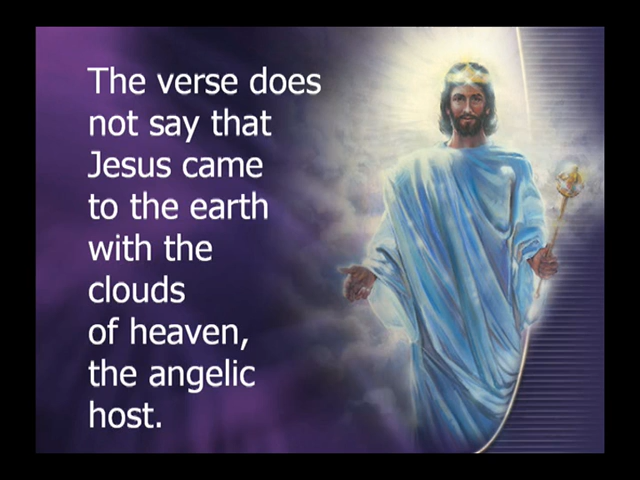 The verse does
not say that
Jesus came
to the earth
with the
clouds
of heaven,
the angelic
host.